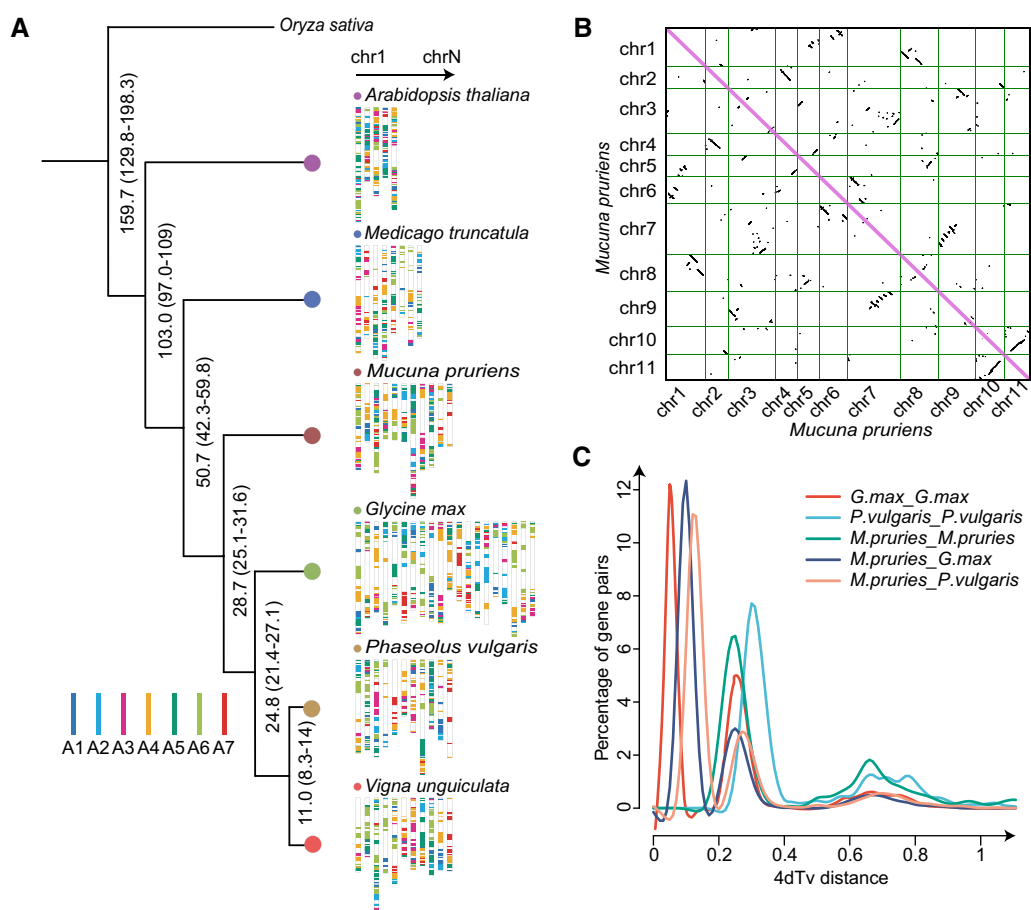 A
Oryza sativa
chr1 chrN
Arabidopsis thaliana
Medicago truncatula
Mucuna pruriens
Glycine max
Phaseolus vulgaris
Vigna unguiculata
159.7 (129.8-198.3)
103.0 (97.0-109)
50.7 (42.3-59.8)
28.7 (25.1-31.6)
24.8 (21.4-27.1)
11.0 (8.3-14)
A1 A2 A3 A4 A5 A6 A7
B
Mucuna pruriens
chr1
chr2
chr3
chr4
chr5
chr6
chr7
chr8
chr9
chr10
chr11
chr1 chr2 chr3 chr4 chr5 chr6 chr7 chr8 chr9 chr10 chr11
Mucuna pruriens
C
Percentage of gene pairs
12
10
8
6
4
2
0
G.max_G.max
P.vulgaris_P.vulgaris
M.pruries_M.pruries
M.pruries_G.max
M.pruries_P.vulgaris
0 0.2 0.4 0.6 0.8 1
4dTv distance